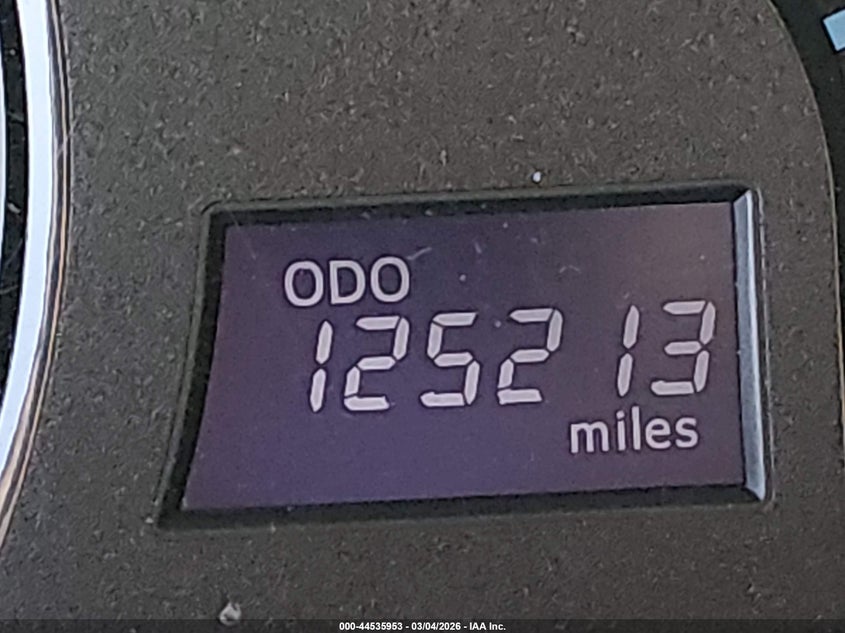 ODO
125213
miles
000-44535953 - 03/04/2026 - IAA Inc.